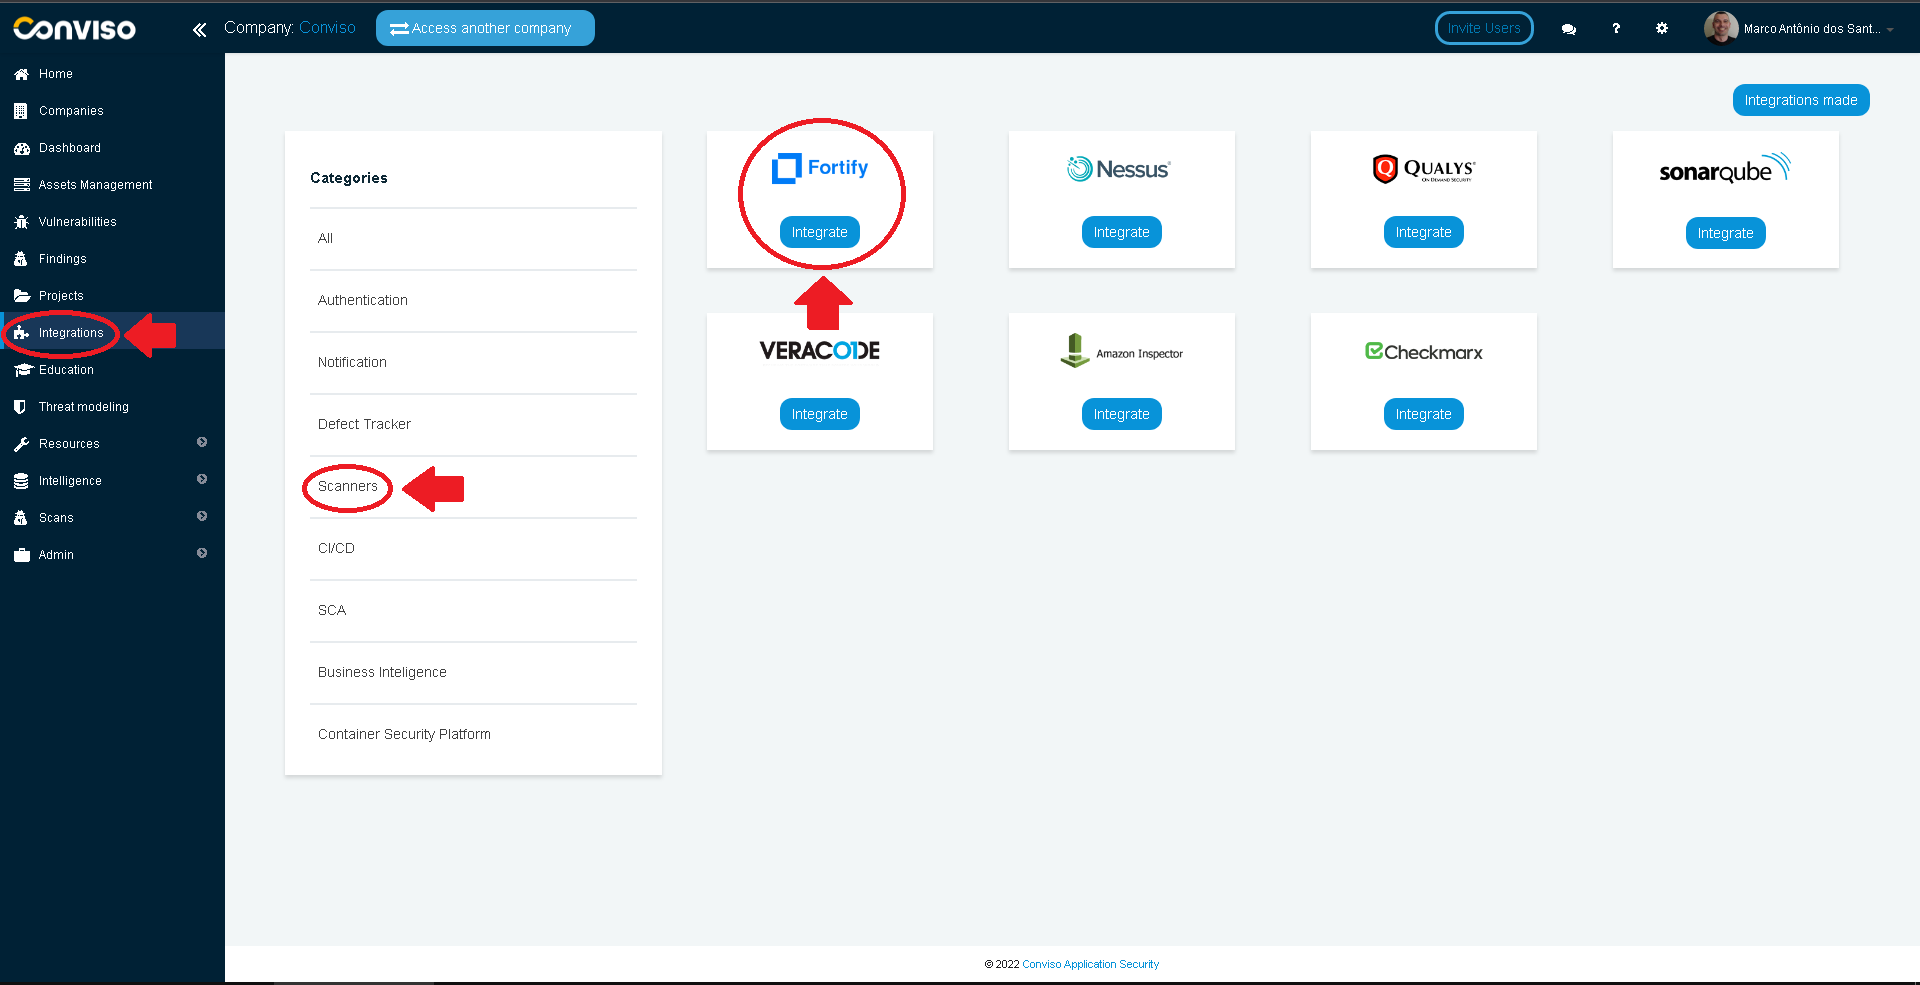 Conviso
Company: Conviso
Access another company
Invite Users
?
Marco Antônio dos Sant...
Home
Companies
Dashboard
Assets Management
Vulnerabilities
Findings
Projects
Integrations
Education
Threat modeling
Resources
Intelligence
Scans
Admin
Integrations made
Categories
All
Authentication
Notification
Defect Tracker
Scanners
CI/CD
SCA
Business Inteligence
Container Security Platform
Fortify
Integrate
Nessus
Integrate
QUALYS
ON DEMAND SECURITY
Integrate
sonarqube
Integrate
VERACODE
Integrate
Amazon Inspector
Integrate
Checkmarx
Integrate
© 2022 Conviso Application Security